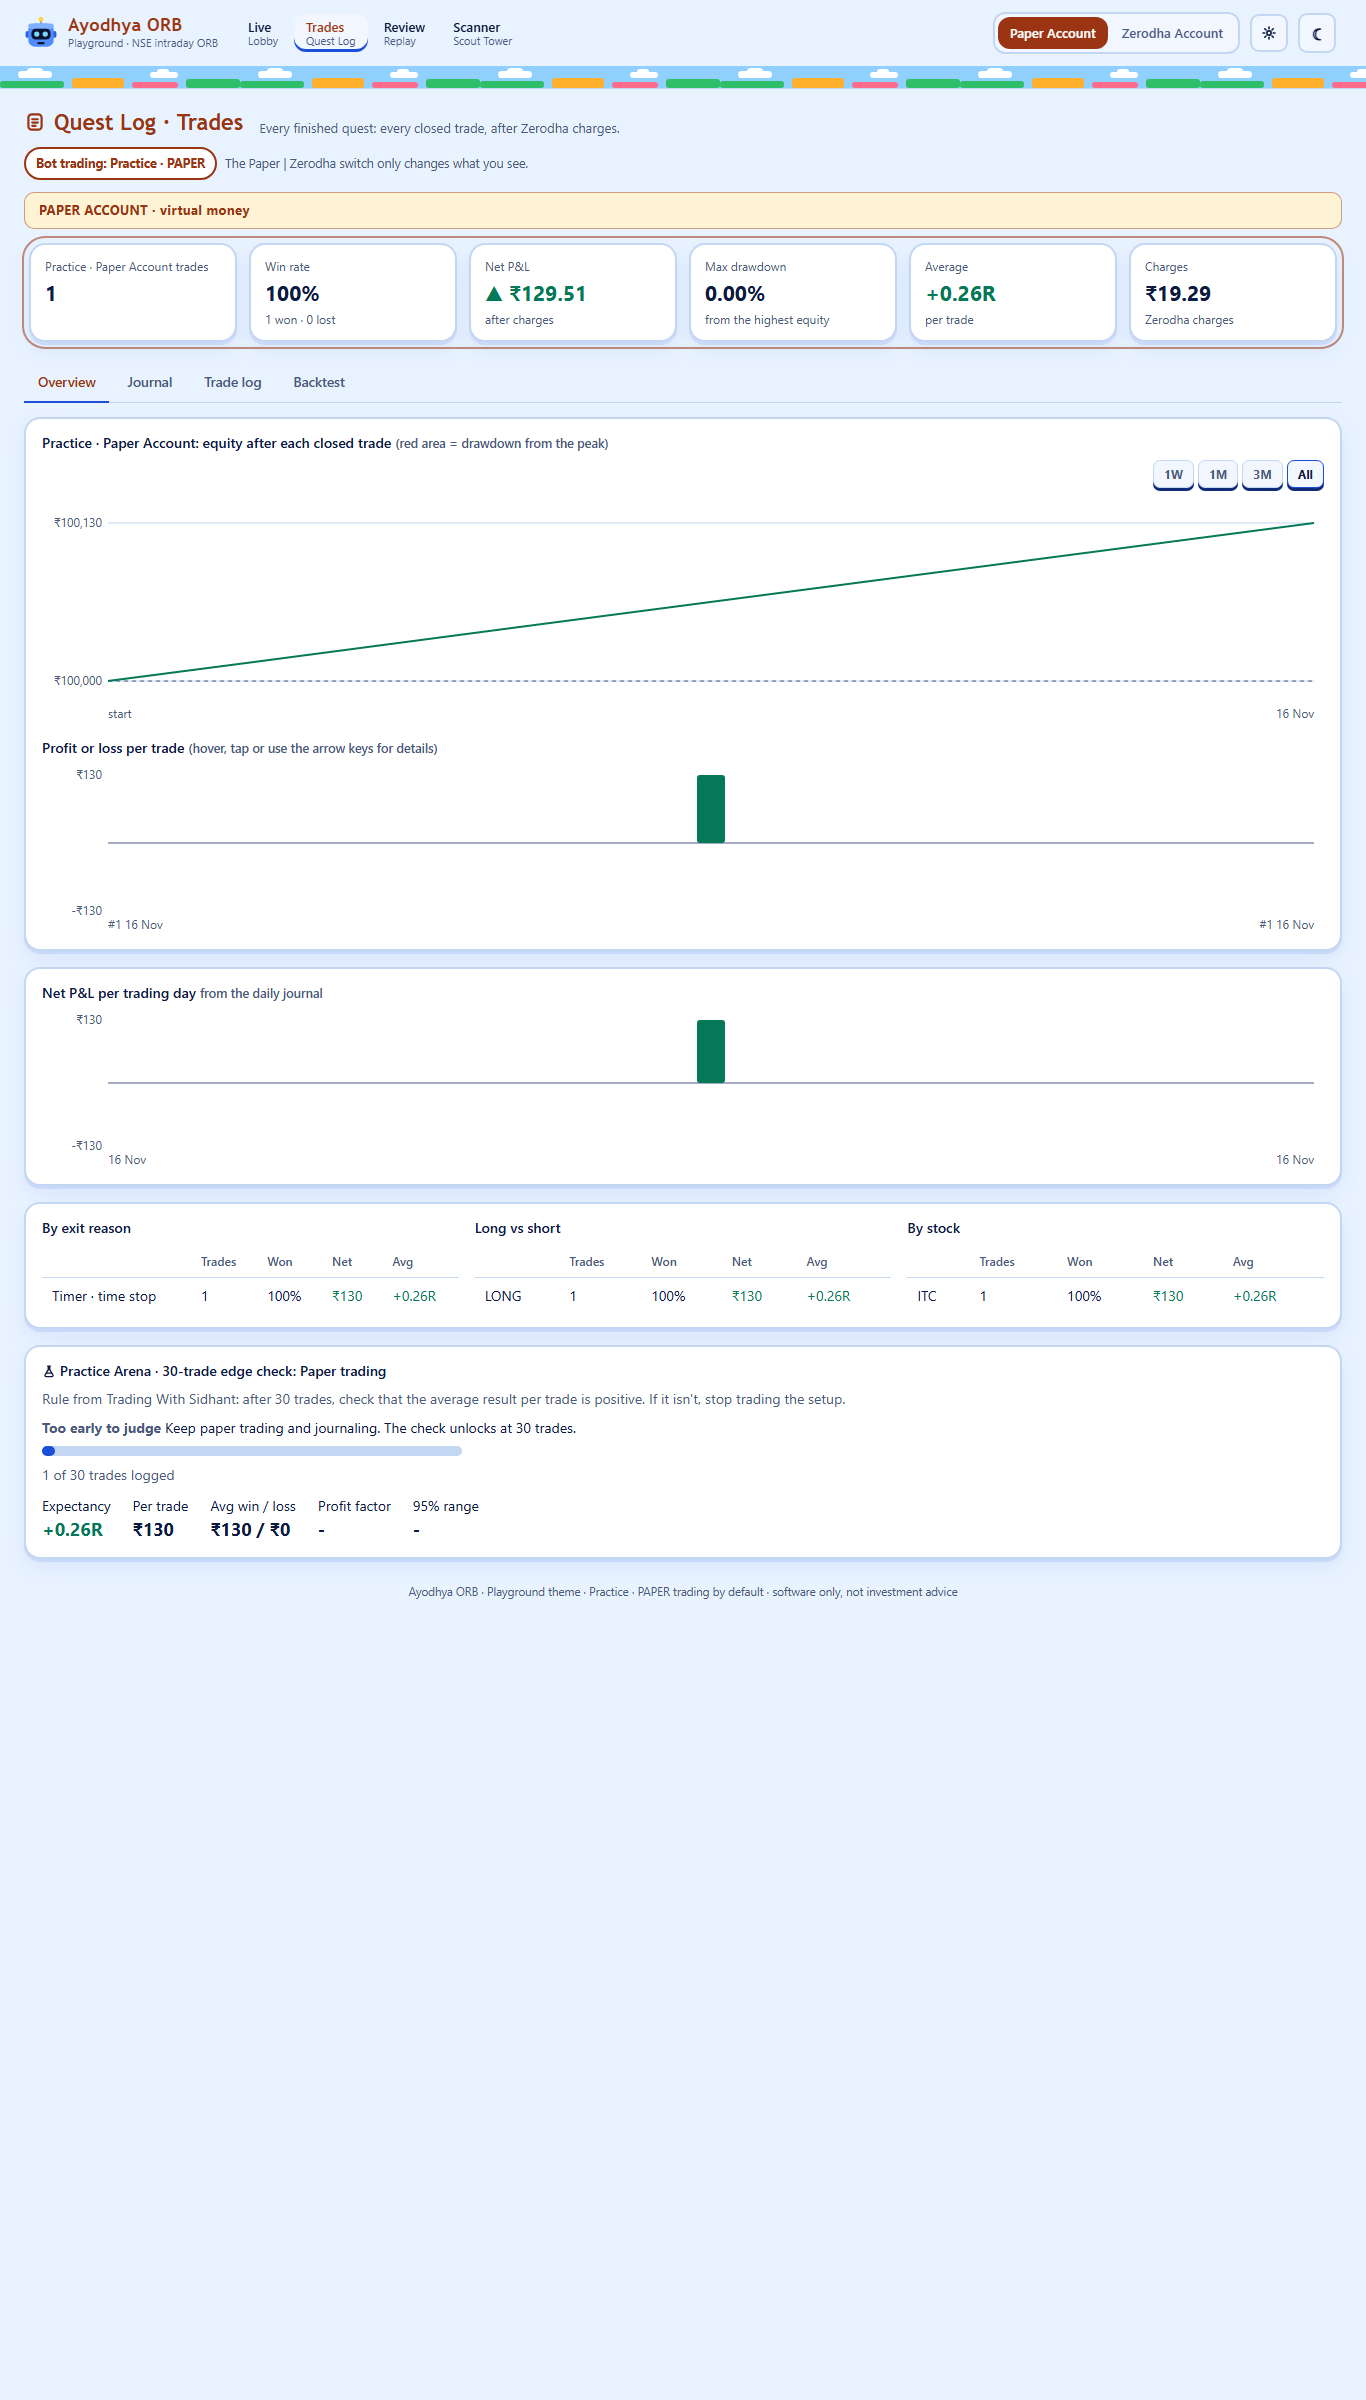 Ayodhya ORB
Playground · NSE intraday ORB
Live
Lobby
Trades
Quest Log
Review
Replay
Scanner
Scout Tower
Paper Account
Zerodha Account
Quest Log · Trades
Every finished quest: every closed trade, after Zerodha charges.
Bot trading: Practice · PAPER
The Paper | Zerodha switch only changes what you see.
PAPER ACCOUNT · virtual money
Practice · Paper Account trades
1
Win rate
100%
1 won · 0 lost
Net P&L
▲ ₹129.51
after charges
Max drawdown
0.00%
from the highest equity
Average
+0.26R
per trade
Charges
₹19.29
Zerodha charges
Overview
Journal
Trade log
Backtest
Practice · Paper Account: equity after each closed trade (red area = drawdown from the peak)
1W
1M
3M
All
₹100,130
₹100,000
start
16 Nov
Profit or loss per trade (hover, tap or use the arrow keys for details)
₹130
-₹130
#1 16 Nov
#1 16 Nov
Net P&L per trading day from the daily journal
₹130
-₹130
16 Nov
16 Nov
By exit reason
Trades Won Net Avg
Timer · time stop 1 100% ₹130 +0.26R
Long vs short
Trades Won Net Avg
LONG 1 100% ₹130 +0.26R
By stock
Trades Won Net Avg
ITC 1 100% ₹130 +0.26R
Practice Arena · 30-trade edge check: Paper trading
Rule from Trading With Sidhant: after 30 trades, check that the average result per trade is positive. If it isn't, stop trading the setup.
Too early to judge Keep paper trading and journaling. The check unlocks at 30 trades.
1 of 30 trades logged
Expectancy
+0.26R
Per trade
₹130
Avg win / loss
₹130 / ₹0
Profit factor
-
95% range
-
Ayodhya ORB · Playground theme · Practice · PAPER trading by default · software only, not investment advice